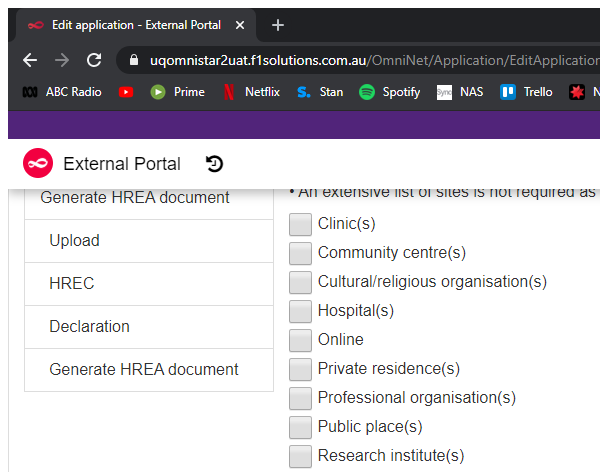 Edit application - External Portal
uqomnistar2uat.f1solutions.com.au/OmniNet/Application/EditApplication
ABC Radio Prime Netflix Stan Spotify Syno NAS Trello N
External Portal
Generate HREA document
• An extensive list of sites is not required as
Upload
HREC
Declaration
Generate HREA document
Clinic(s)
Community centre(s)
Cultural/religious organisation(s)
Hospital(s)
Online
Private residence(s)
Professional organisation(s)
Public place(s)
Research institute(s)